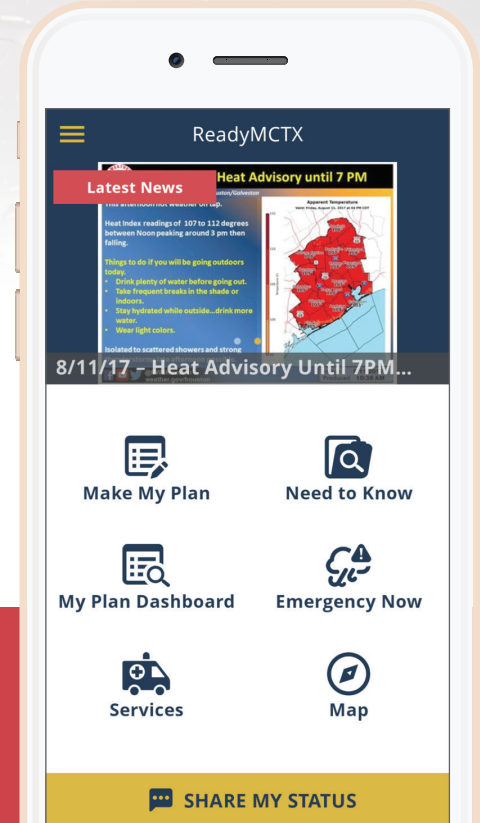 ReadyMCTX
Heat Advisory until 7 PM
Latest News
Apparent Temperature
This afternoon hot weather on tap.
Heat Index readings of 107 to 112 degrees
between Noon peaking around 3 pm then
falling.
Things to do if you will be going outdoors
today.
• Drink plenty of water before going out.
• Take frequent breaks in the shade or
indoors.
• Stay hydrated while outside...drink more
water.
• Wear light colors.
Isolated to scattered showers and strong
8/11/17 – Heat Advisory Until 7PM...
Make My Plan
Need to Know
My Plan Dashboard
Emergency Now
Services
Map
SHARE MY STATUS